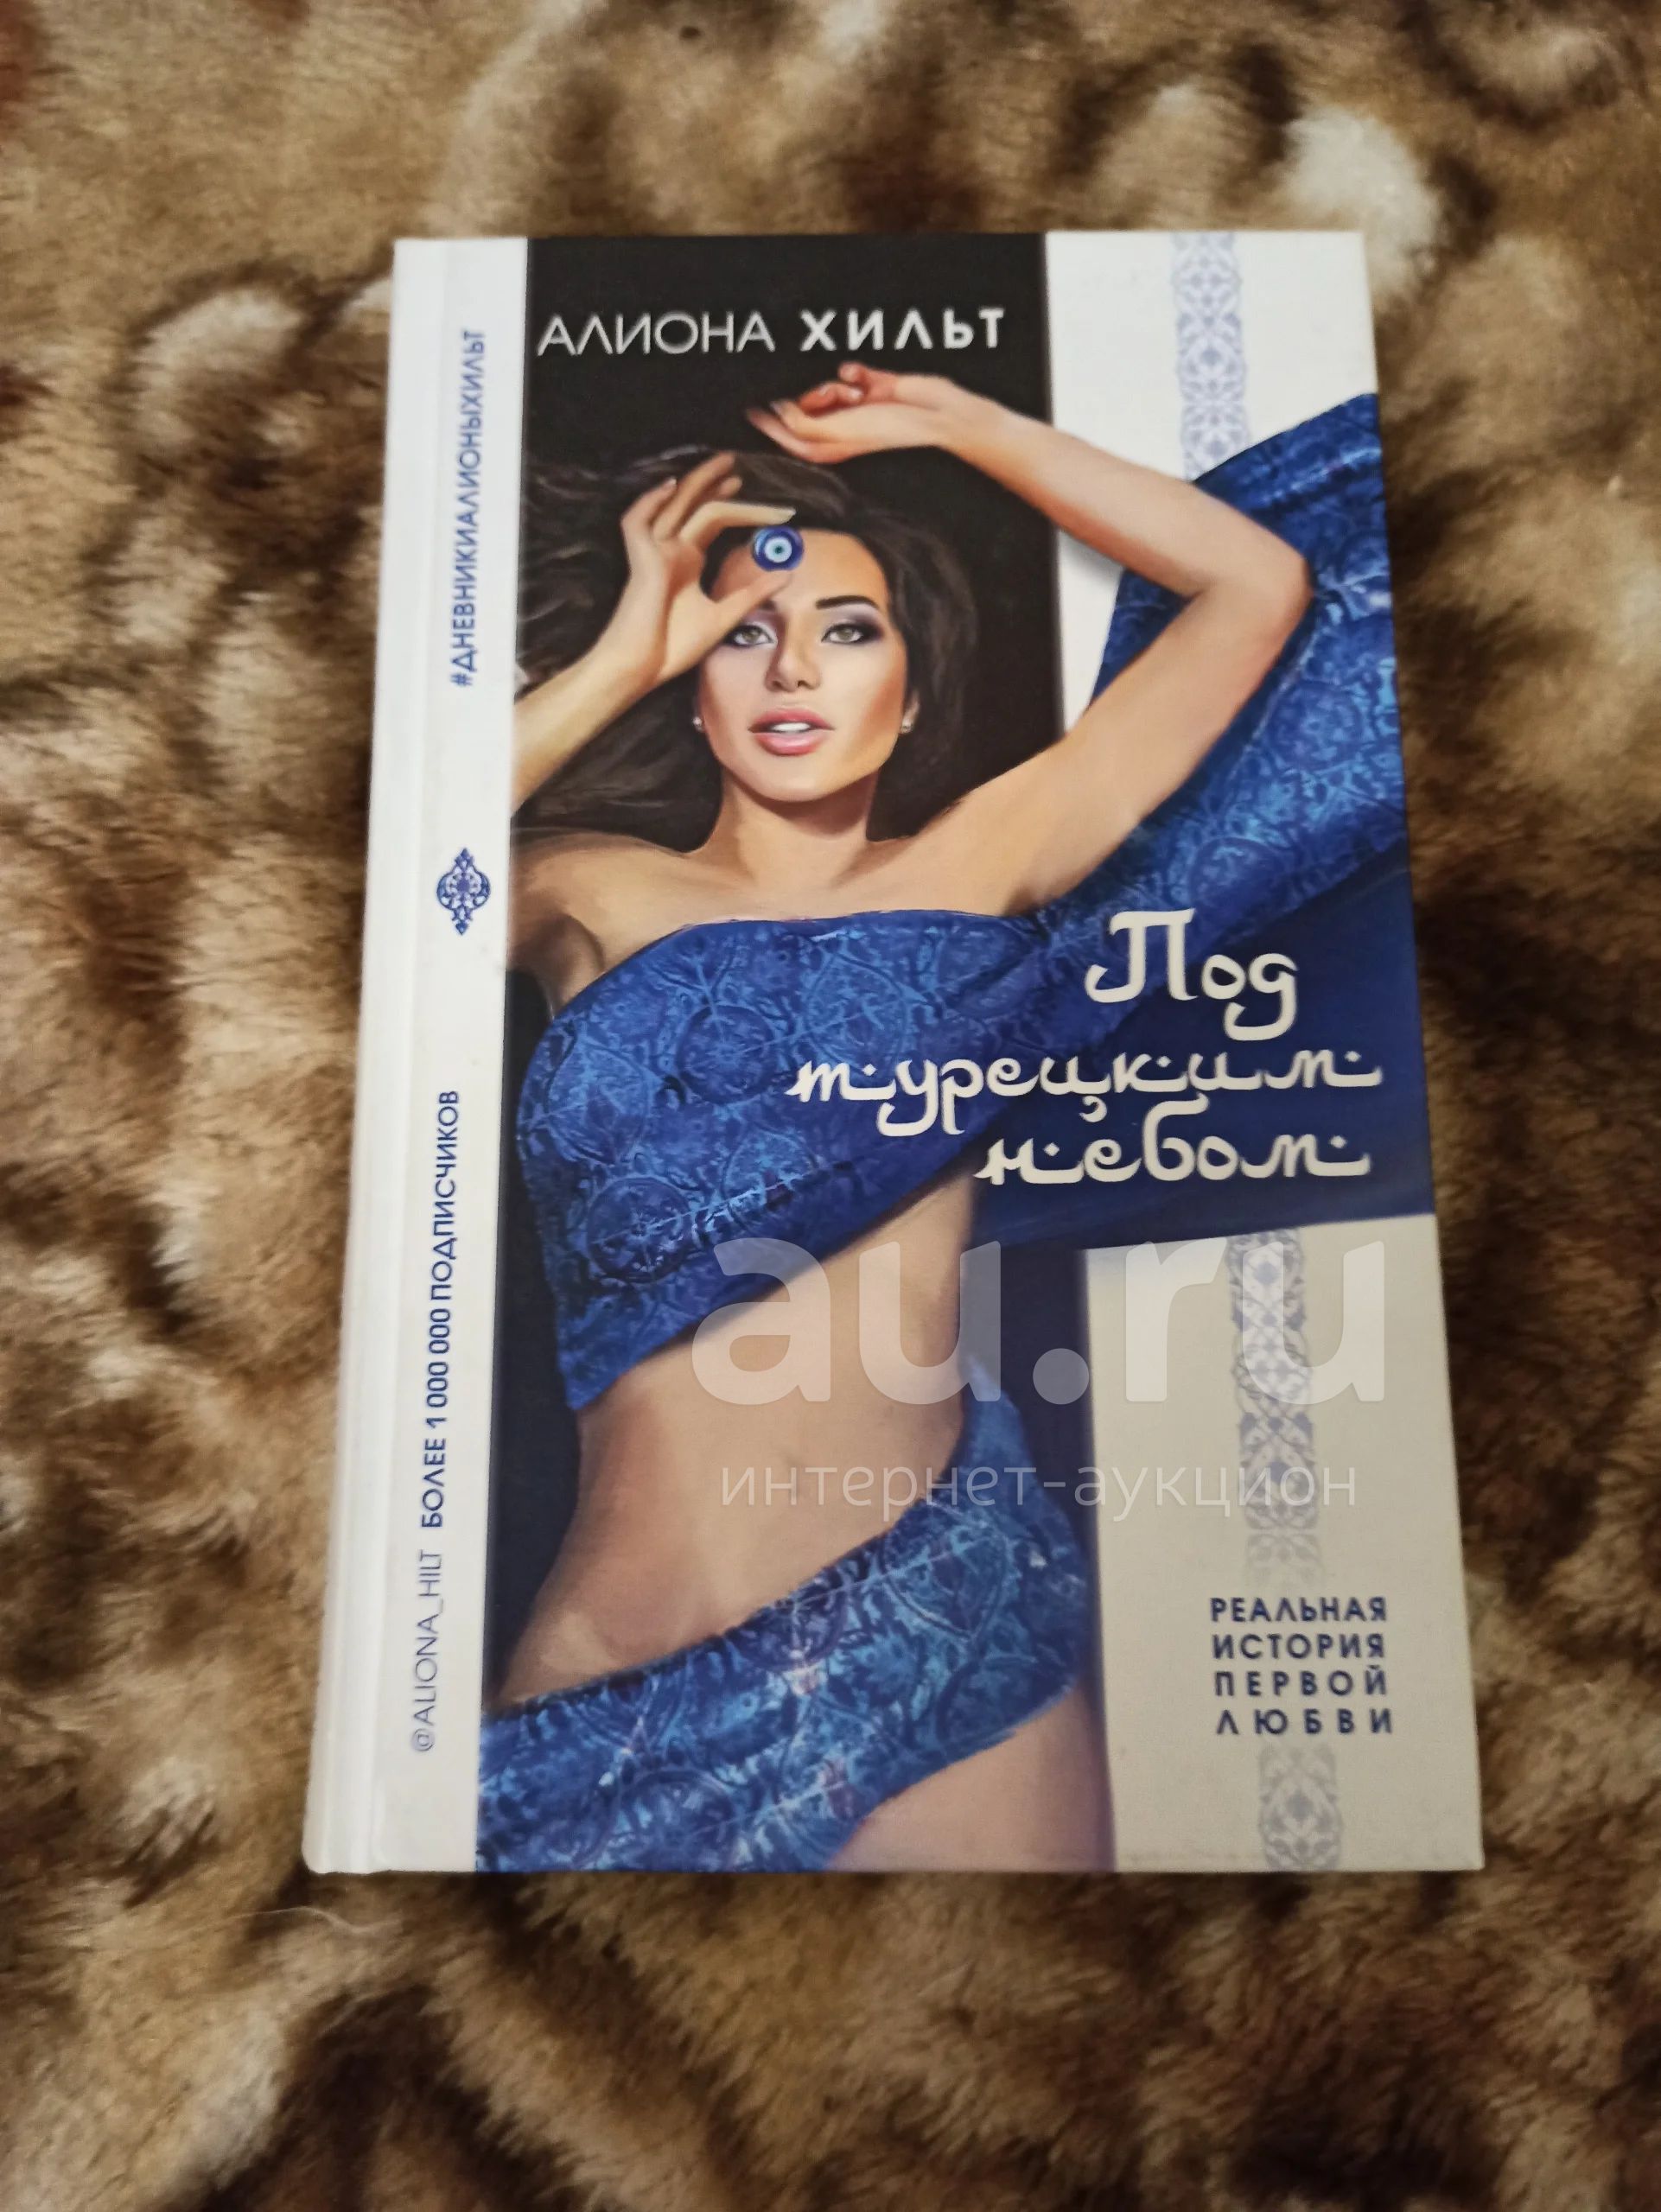 АЛИОНА ХИЛЬТ
#ДНЕВНИКИАЛИОНЫХИЛЬТ
@ALIONA_HILT БОЛЕЕ 1 000 000 ПОДПИСЧИКОВ
Под
турецким
небом
au.ru
интернет-аукцион
РЕАЛЬНАЯ
ИСТОРИЯ
ПЕРВОЙ
ЛЮБВИ